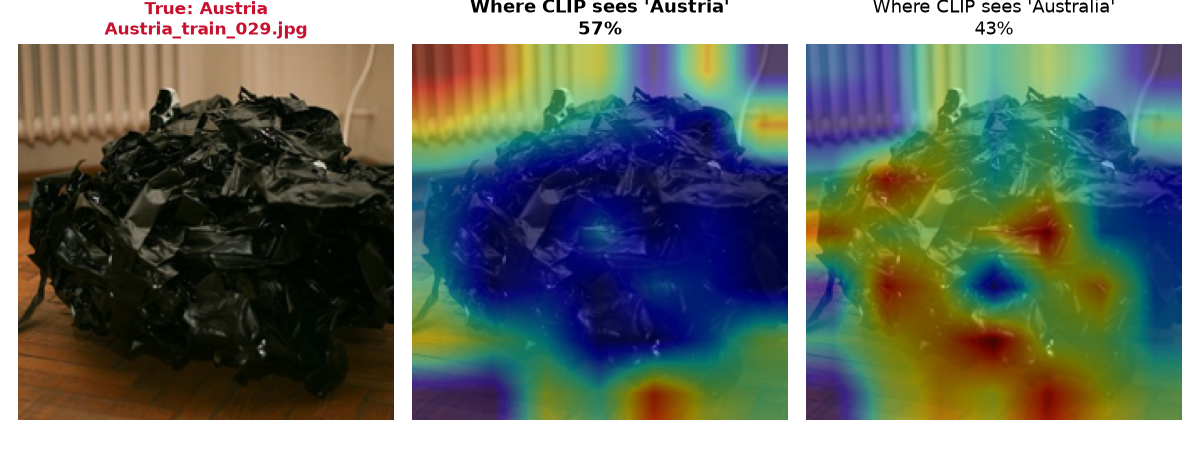 True: Austria
Austria_train_029.jpg
Where CLIP sees 'Austria'
57%
Where CLIP sees 'Australia'
43%